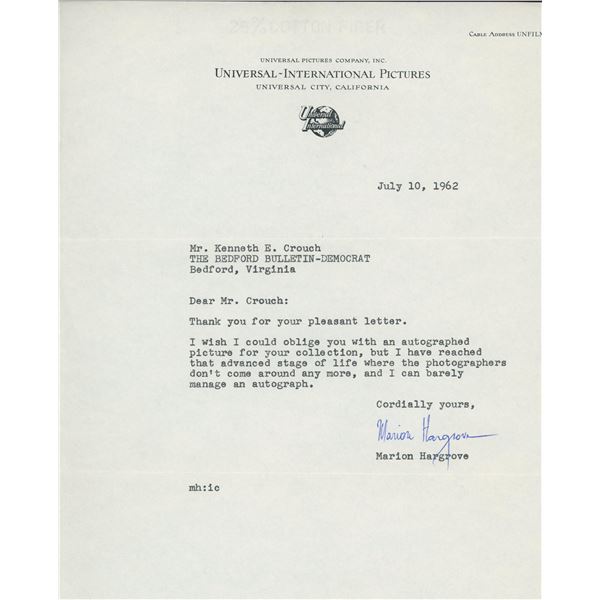 25% COTTON FIBER
CABLE ADDRESS UNFILM
UNIVERSAL PICTURES COMPANY, INC.
UNIVERSAL-INTERNATIONAL PICTURES
UNIVERSAL CITY, CALIFORNIA
Universal
International
July 10, 1962
Mr. Kenneth E. Crouch
THE BEDFORD BULLETIN-DEMOCRAT
Bedford, Virginia
Dear Mr. Crouch:
Thank you for your pleasant letter.
I wish I could oblige you with an autographed
picture for your collection, but I have reached
that advanced stage of life where the photographers
don't come around any more, and I can barely
manage an autograph.
Cordially yours,
Marion Hargrove
Marion Hargrove
mh:ic